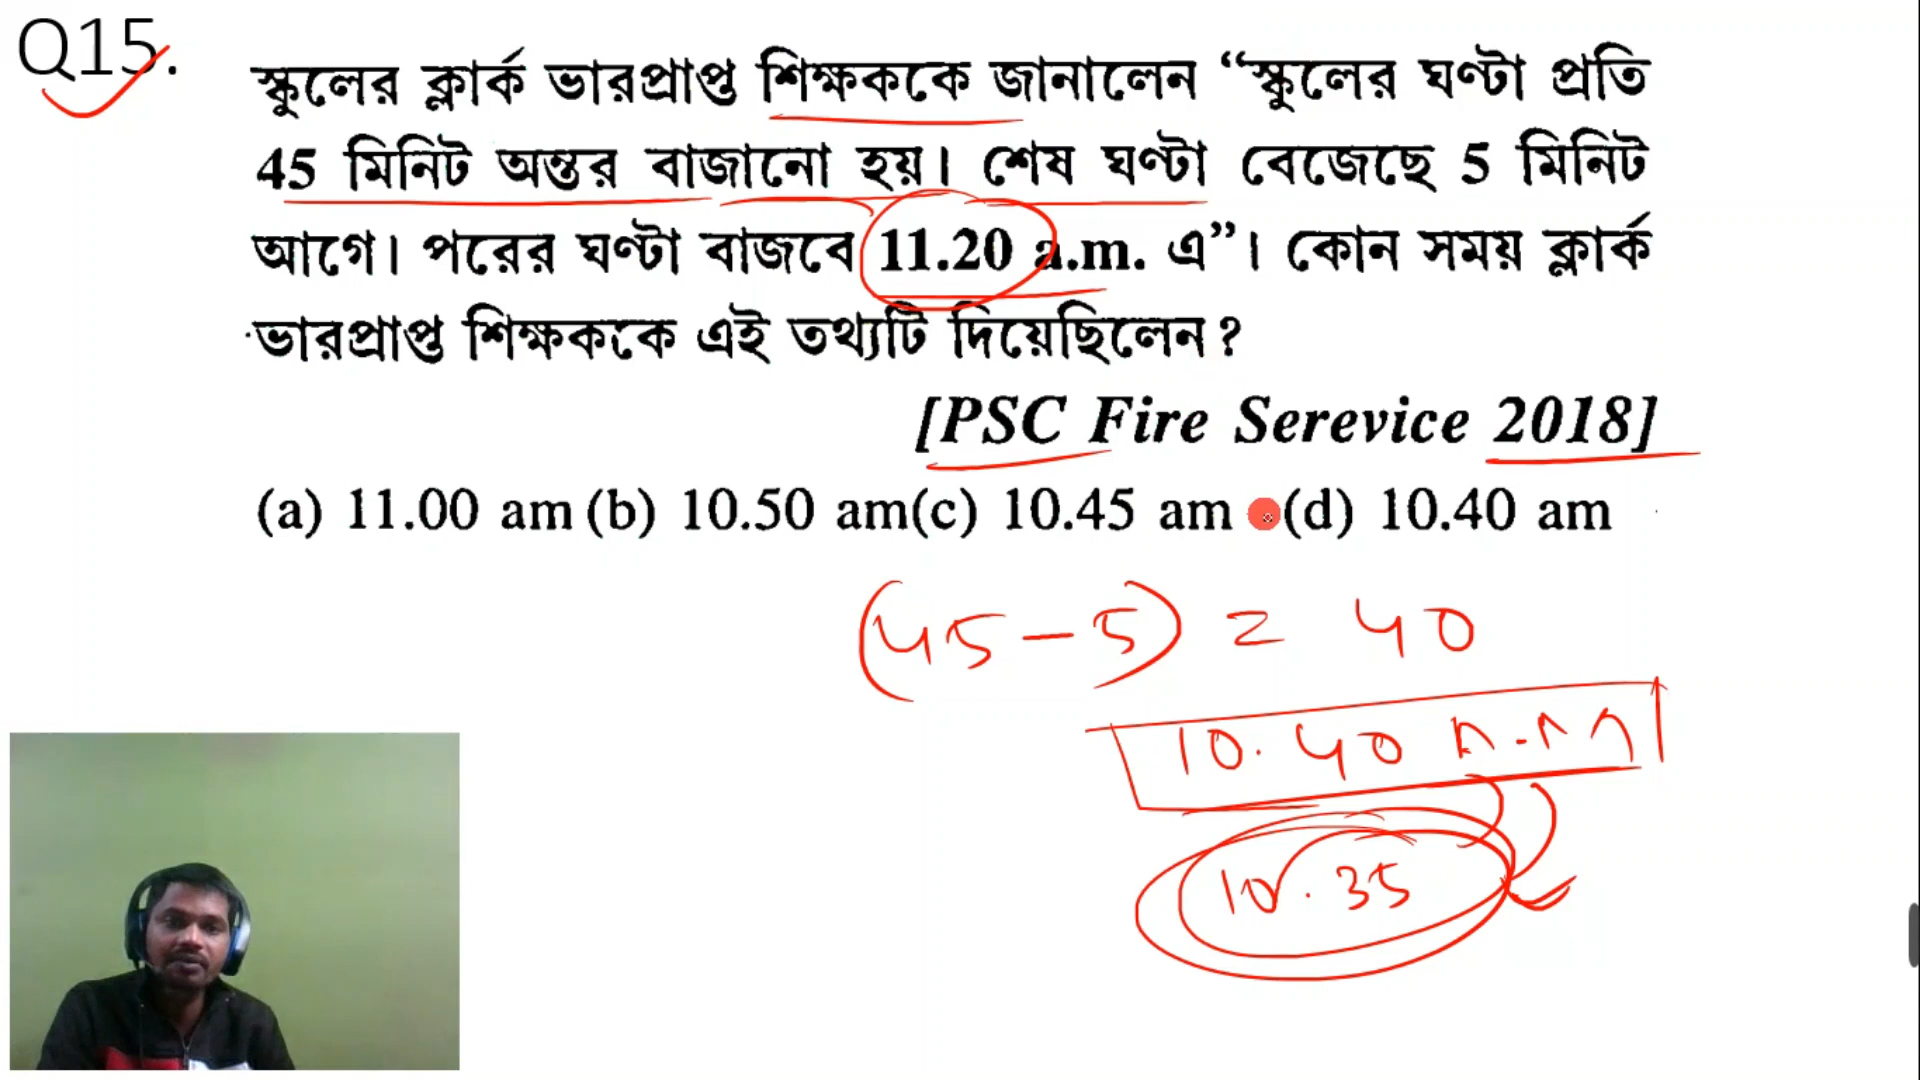 Q15.
স্কুলের ক্লার্ক ভারপ্রাপ্ত শিক্ষককে জানালেন “স্কুলের ঘণ্টা প্রতি
45 মিনিট অন্তর বাজানো হয়। শেষ ঘণ্টা বেজেছে 5 মিনিট
আগে। পরের ঘণ্টা বাজবে 11.20 a.m. এ”। কোন সময় ক্লার্ক
ভারপ্রাপ্ত শিক্ষককে এই তথ্যটি দিয়েছিলেন?
[PSC Fire Serevice 2018]
(a) 11.00 am (b) 10.50 am(c) 10.45 am (d) 10.40 am
(45-5) = 40
10.40 a.m
10.35